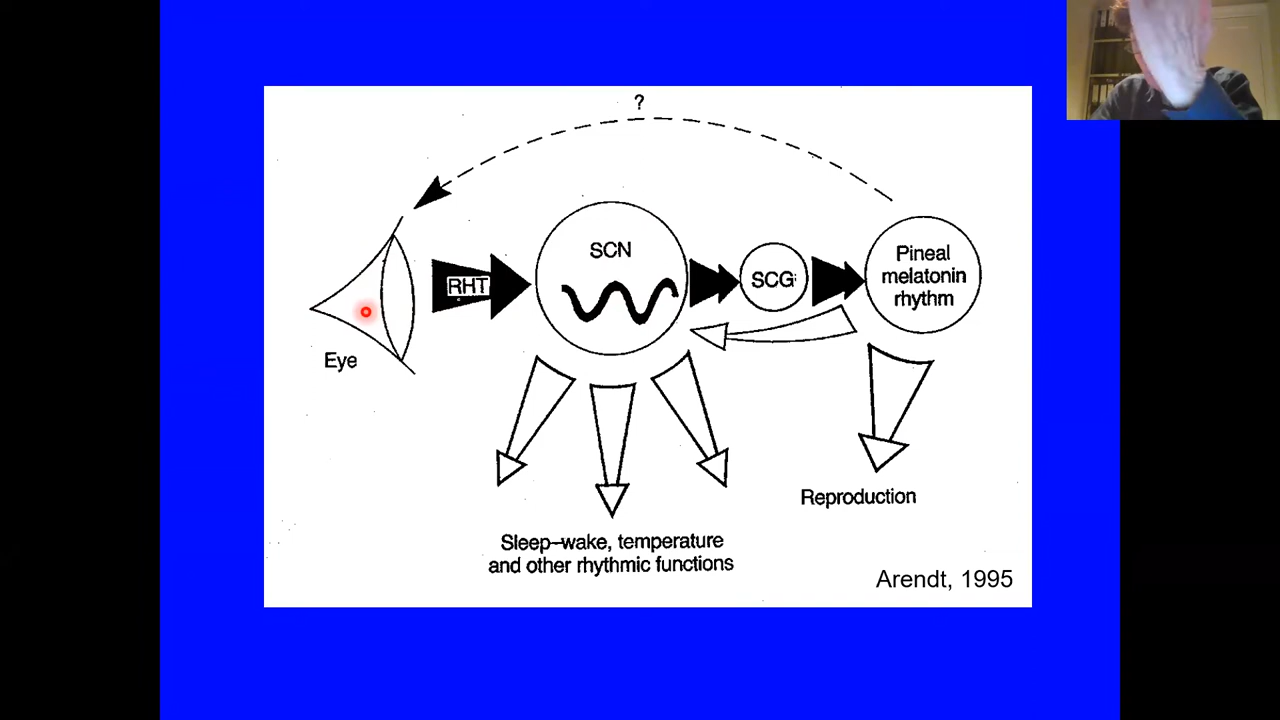 ?
SCN
RHT
SCG
Pineal
melatonin
rhythm
Eye
Reproduction
Sleep–wake, temperature
and other rhythmic functions
Arendt, 1995